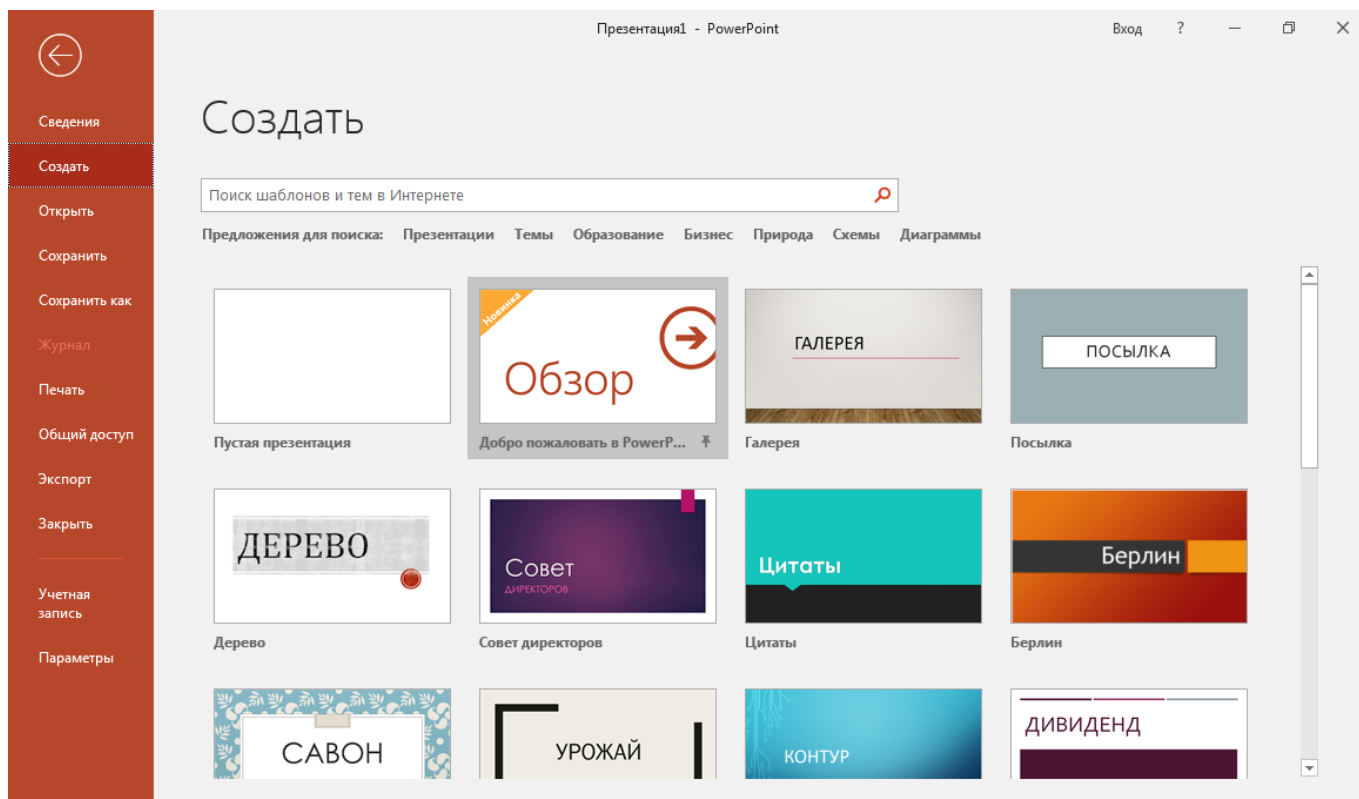 Презентация1 - PowerPoint
Вход ?
Сведения
Создать
Открыть
Сохранить
Сохранить как
Журнал
Печать
Общий доступ
Экспорт
Закрыть
Учетная
запись
Параметры
Создать
Поиск шаблонов и тем в Интернете
Предложения для поиска: Презентации Темы Образование Бизнес Природа Схемы Диаграммы
Новинка
Обзор
ГАЛЕРЕЯ
ПОСЫЛКА
Пустая презентация
Добро пожаловать в PowerP...
Галерея
Посылка
ДЕРЕВО
Совет
ДИРЕКТОРОВ
Цитаты
Берлин
Дерево
Совет директоров
Цитаты
Берлин
САВОН
УРОЖАЙ
КОНТУР
ДИВИДЕНД